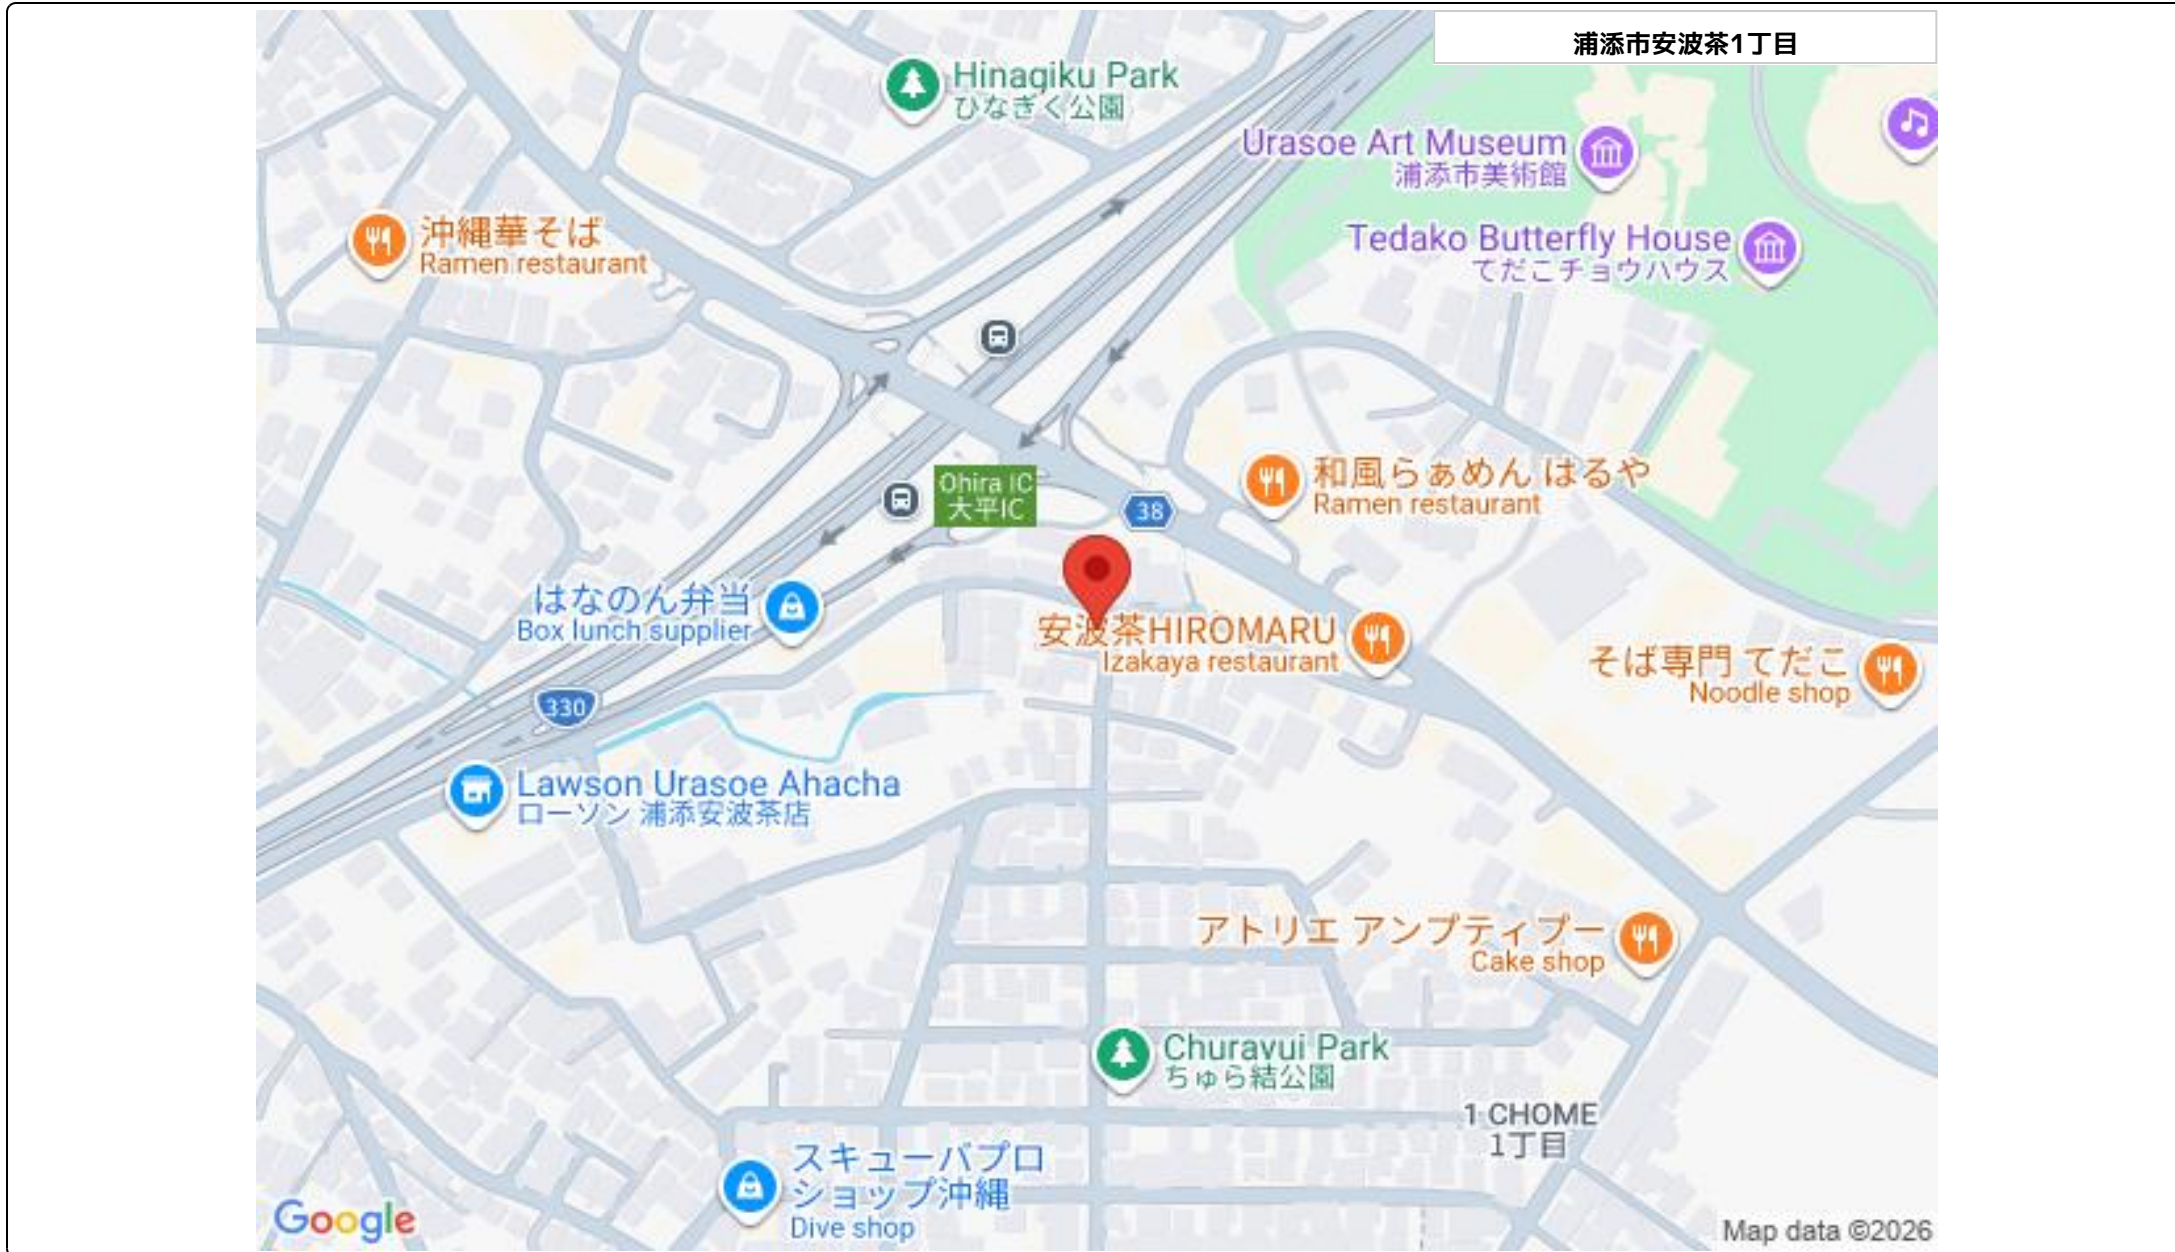 浦添市安波茶1丁目
Hinagiku Park
ひなぎく公園
Urasoe Art Museum
浦添市美術館
沖縄華そば
Ramen restaurant
Tedako Butterfly House
てだこチョウハウス
和風らぁめん はるや
Ramen restaurant
Ohira IC
大平IC
38
はなのん弁当
Box lunch supplier
安波茶HIROMARU
Izakaya restaurant
そば専門 てだこ
Noodle shop
330
Lawson Urasoe Ahacha
ローソン 浦添安波茶店
アトリエ アンプティプー
Cake shop
Churayui Park
ちゅら結公園
1 CHOME
1丁目
スキューバプロ
ショップ沖縄
Dive shop
Google
Map data ©2026